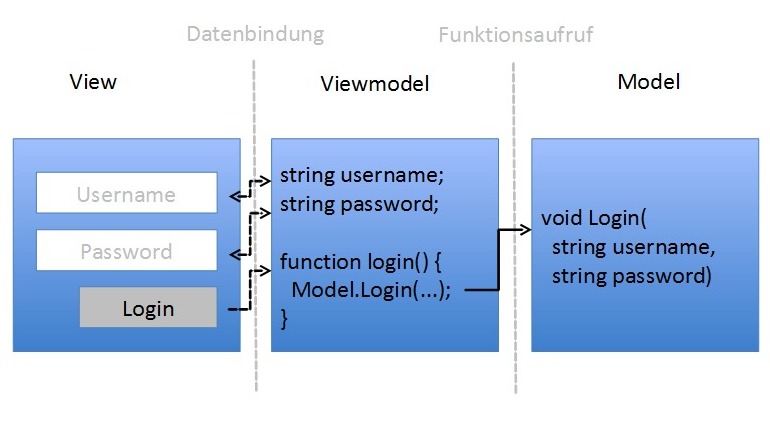 Datenbindung
Funktionsaufruf
View
Viewmodel
Model
Username
Password
Login
string username;
string password;
function login() {
Model.Login(...);
}
void Login(
string username,
string password)